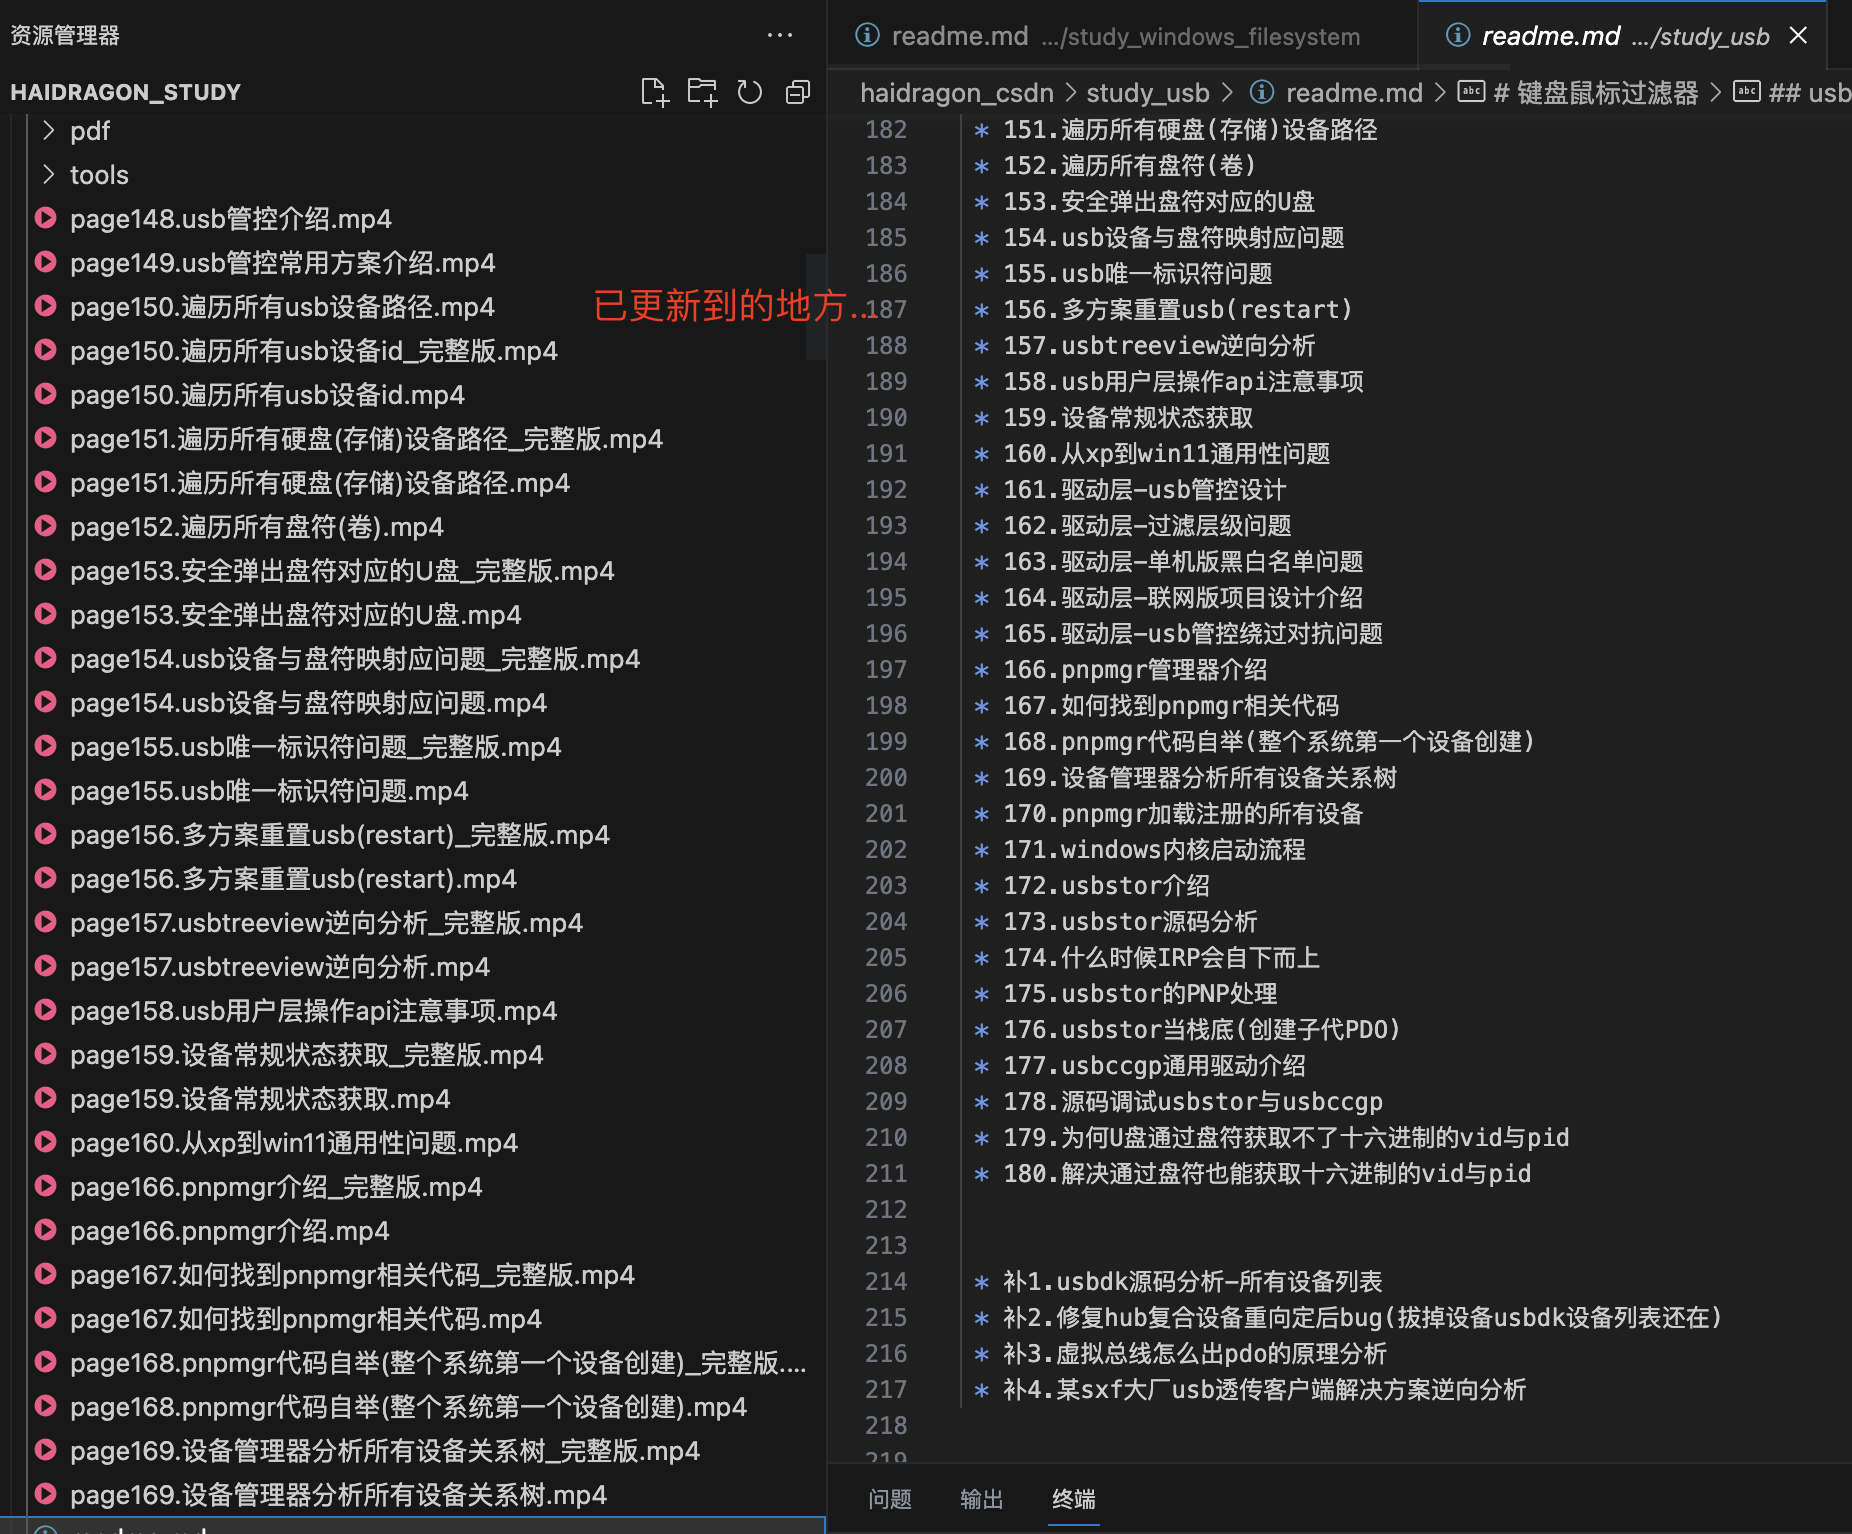 资源管理器
HAIDRAGON_STUDY
pdf
tools
page148.usb管控介绍.mp4
page149.usb管控常用方案介绍.mp4
page150.遍历所有usb设备路径.mp4
已更新到的地方...
page150.遍历所有usb设备id_完整版.mp4
page150.遍历所有usb设备id.mp4
page151.遍历所有硬盘(存储)设备路径_完整版.mp4
page151.遍历所有硬盘(存储)设备路径.mp4
page152.遍历所有盘符(卷).mp4
page153.安全弹出盘符对应的U盘_完整版.mp4
page153.安全弹出盘符对应的U盘.mp4
page154.usb设备与盘符映射应问题_完整版.mp4
page154.usb设备与盘符映射应问题.mp4
page155.usb唯一标识符问题_完整版.mp4
page155.usb唯一标识符问题.mp4
page156.多方案重置usb(restart)_完整版.mp4
page156.多方案重置usb(restart).mp4
page157.usbtreeview逆向分析_完整版.mp4
page157.usbtreeview逆向分析.mp4
page158.usb用户层操作api注意事项.mp4
page159.设备常规状态获取_完整版.mp4
page159.设备常规状态获取.mp4
page160.从xp到win11通用性问题.mp4
page166.pnpmgr介绍_完整版.mp4
page166.pnpmgr介绍.mp4
page167.如何找到pnpmgr相关代码_完整版.mp4
page167.如何找到pnpmgr相关代码.mp4
page168.pnpmgr代码自举(整个系统第一个设备创建)_完整版....
page168.pnpmgr代码自举(整个系统第一个设备创建).mp4
page169.设备管理器分析所有设备关系树_完整版.mp4
page169.设备管理器分析所有设备关系树.mp4
readme.md .../study_windows_filesystem
readme.md .../study_usb
haidragon_csdn > study_usb > readme.md > # 键盘鼠标过滤器 > ## usb
182 * 151.遍历所有硬盘(存储)设备路径
183 * 152.遍历所有盘符(卷)
184 * 153.安全弹出盘符对应的U盘
185 * 154.usb设备与盘符映射应问题
186 * 155.usb唯一标识符问题
187 * 156.多方案重置usb(restart)
188 * 157.usbtreeview逆向分析
189 * 158.usb用户层操作api注意事项
190 * 159.设备常规状态获取
191 * 160.从xp到win11通用性问题
192 * 161.驱动层-usb管控设计
193 * 162.驱动层-过滤层级问题
194 * 163.驱动层-单机版黑白名单问题
195 * 164.驱动层-联网版项目设计介绍
196 * 165.驱动层-usb管控绕过对抗问题
197 * 166.pnpmgr管理器介绍
198 * 167.如何找到pnpmgr相关代码
199 * 168.pnpmgr代码自举(整个系统第一个设备创建)
200 * 169.设备管理器分析所有设备关系树
201 * 170.pnpmgr加载注册的所有设备
202 * 171.windows内核启动流程
203 * 172.usbstor介绍
204 * 173.usbstor源码分析
205 * 174.什么时候IRP会自下而上
206 * 175.usbstor的PNP处理
207 * 176.usbstor当栈底(创建子代PDO)
208 * 177.usbccgp通用驱动介绍
209 * 178.源码调试usbstor与usbccgp
210 * 179.为何U盘通过盘符获取不了十六进制的vid与pid
211 * 180.解决通过盘符也能获取十六进制的vid与pid
212
213
214 * 补1.usbdk源码分析-所有设备列表
215 * 补2.修复hub复合设备重向定后bug(拔掉设备usbdk设备列表还在)
216 * 补3.虚拟总线怎么出pdo的原理分析
217 * 补4.某sxf大厂usb透传客户端解决方案逆向分析
218
219
问题 输出 终端